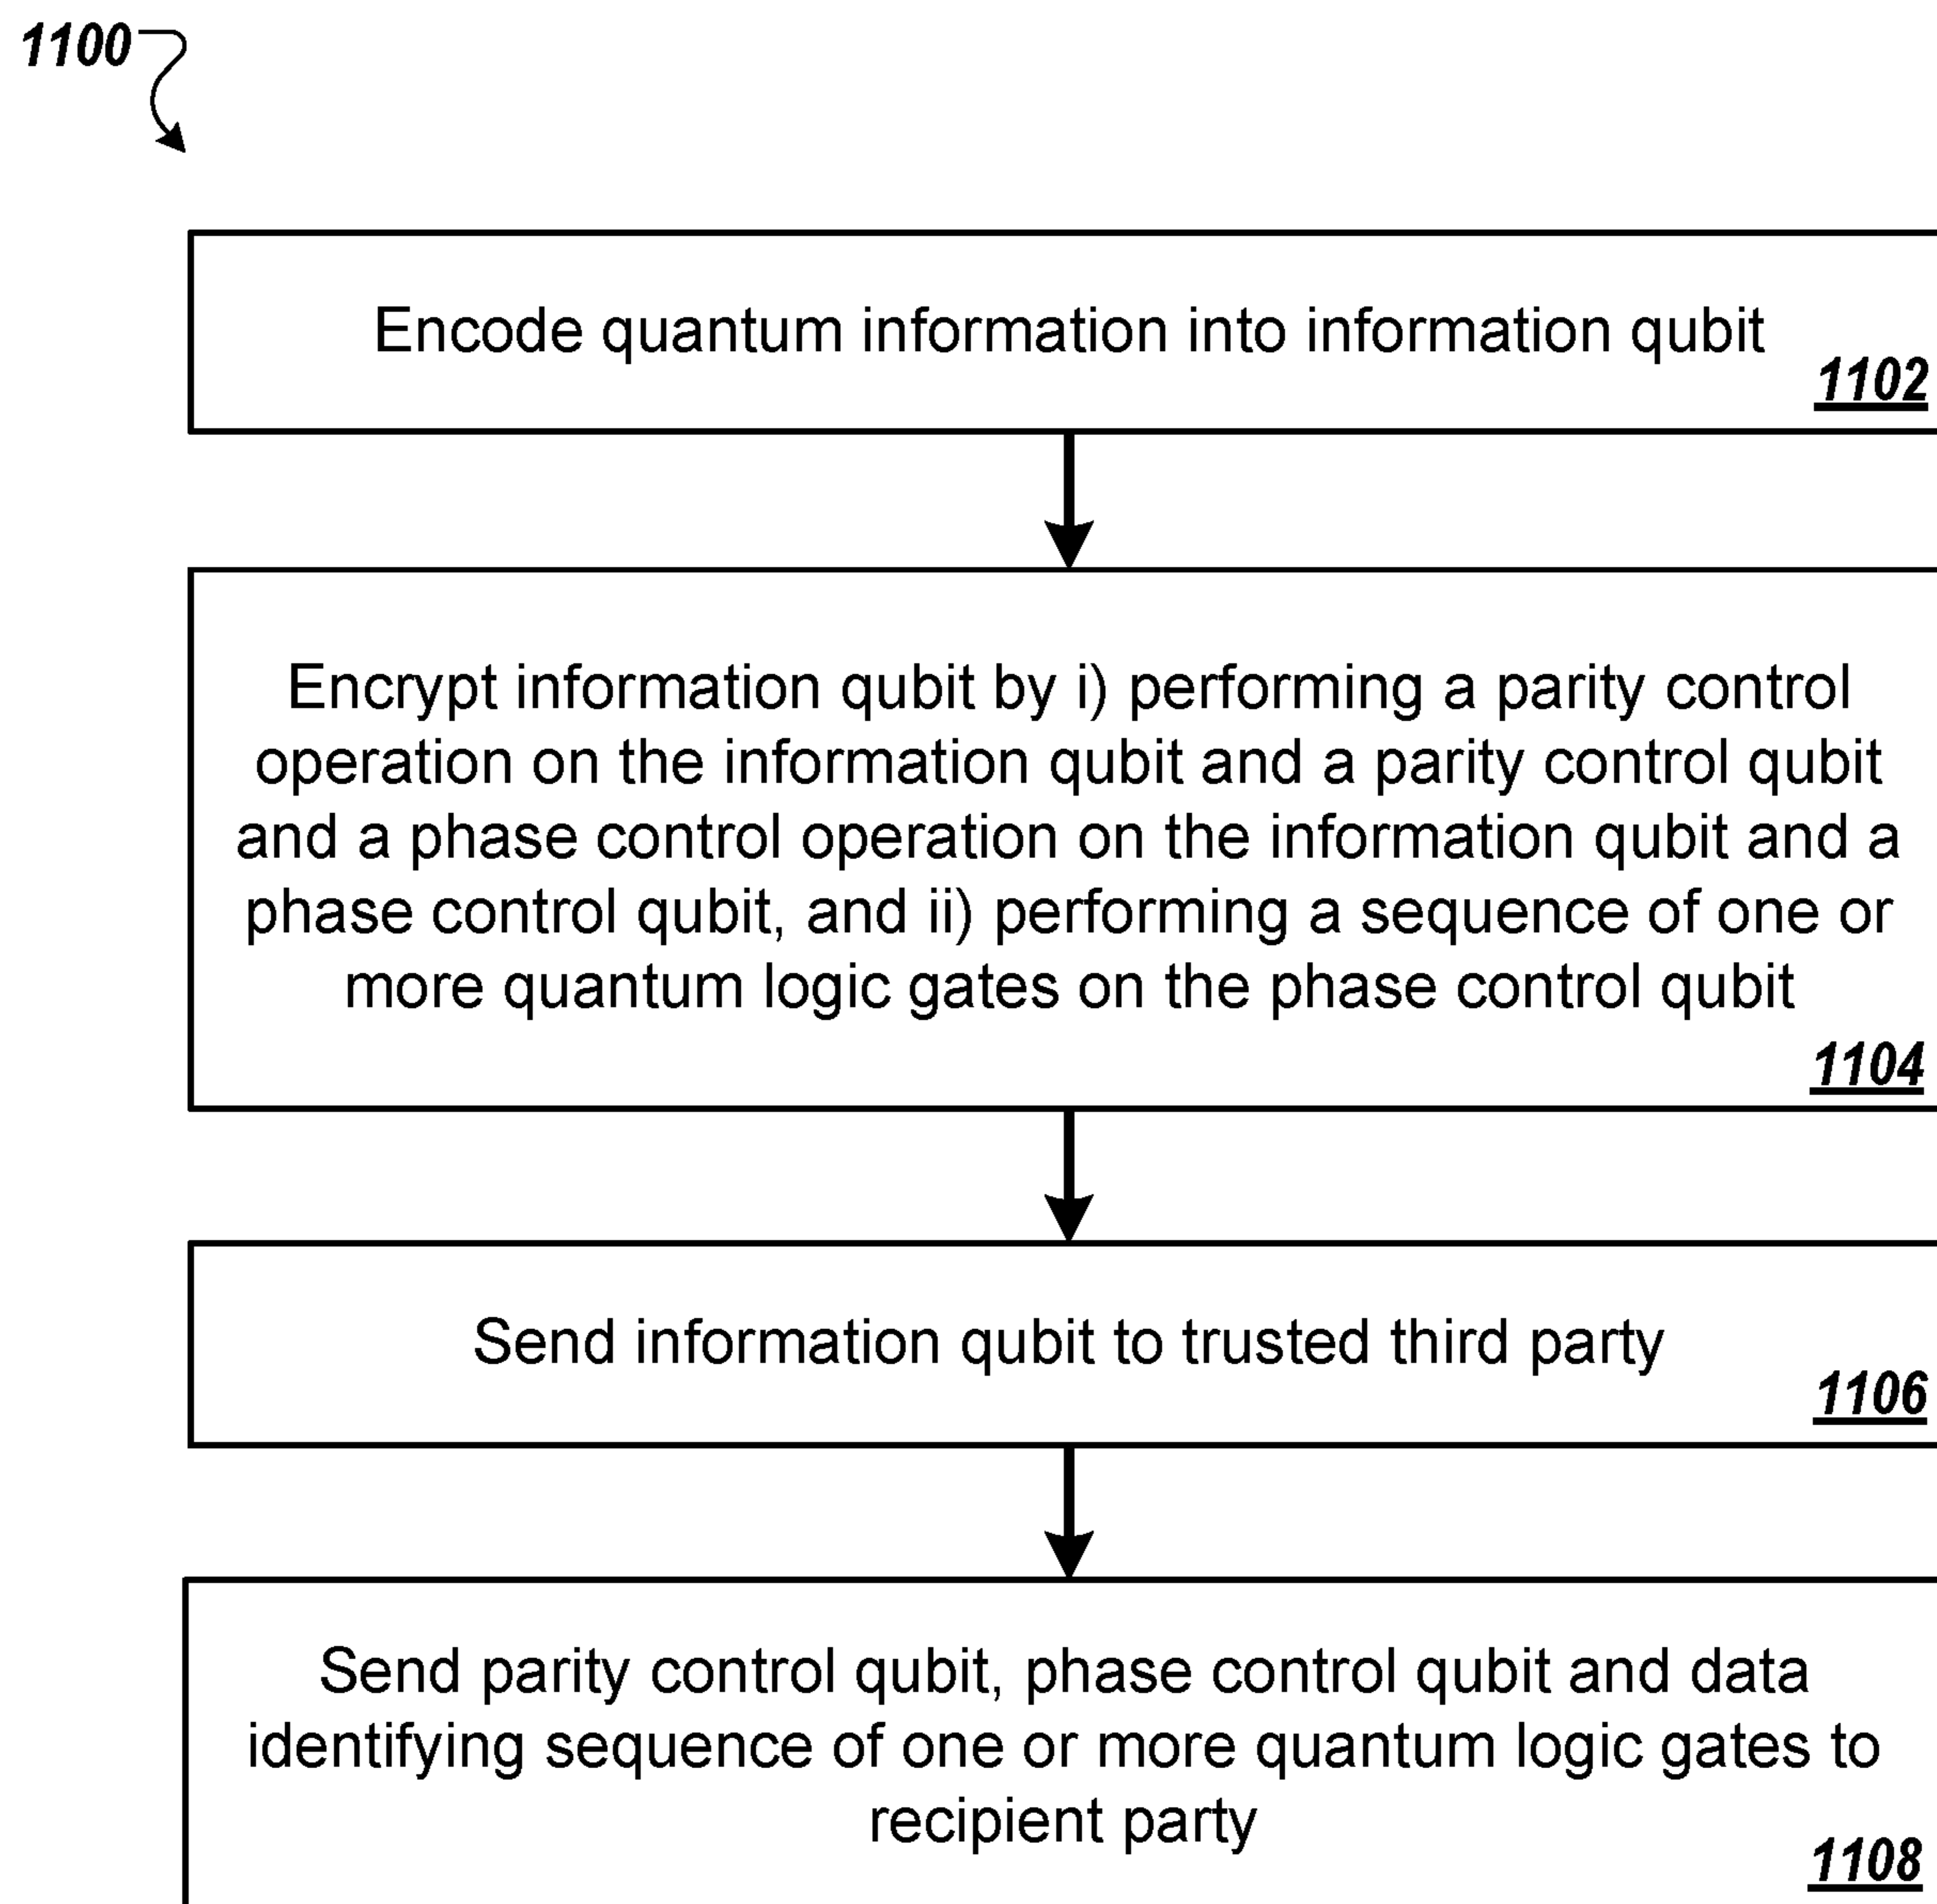 1100
Encode quantum information into information qubit
1102
Encrypt information qubit by i) performing a parity control
operation on the information qubit and a parity control qubit
and a phase control operation on the information qubit and a
phase control qubit, and ii) performing a sequence of one or
more quantum logic gates on the phase control qubit
1104
Send information qubit to trusted third party
1106
Send parity control qubit, phase control qubit and data
identifying sequence of one or more quantum logic gates to
recipient party
1108